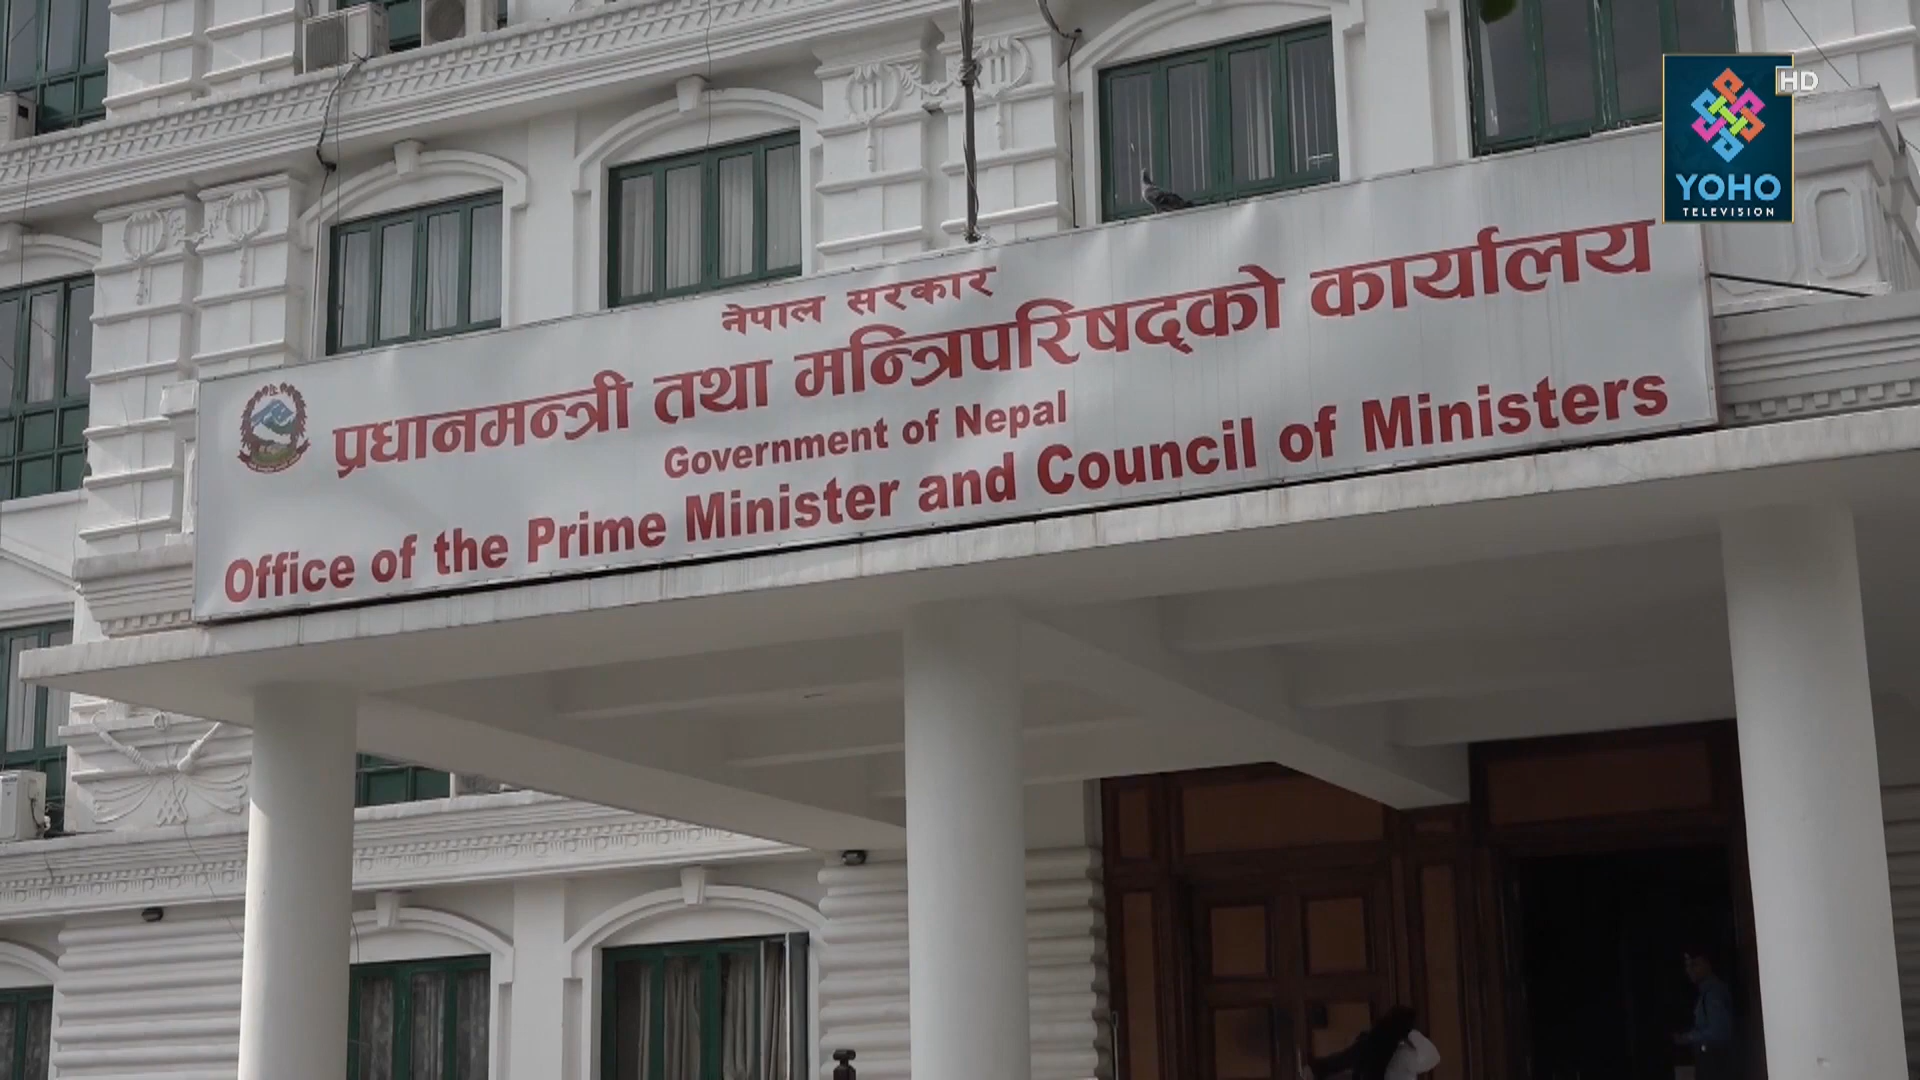 HD
YOHO
TELEVISION
नेपाल सरकार
प्रधानमन्त्री तथा मन्त्रिपरिषद्को कार्यालय
Government of Nepal
Office of the Prime Minister and Council of Ministers